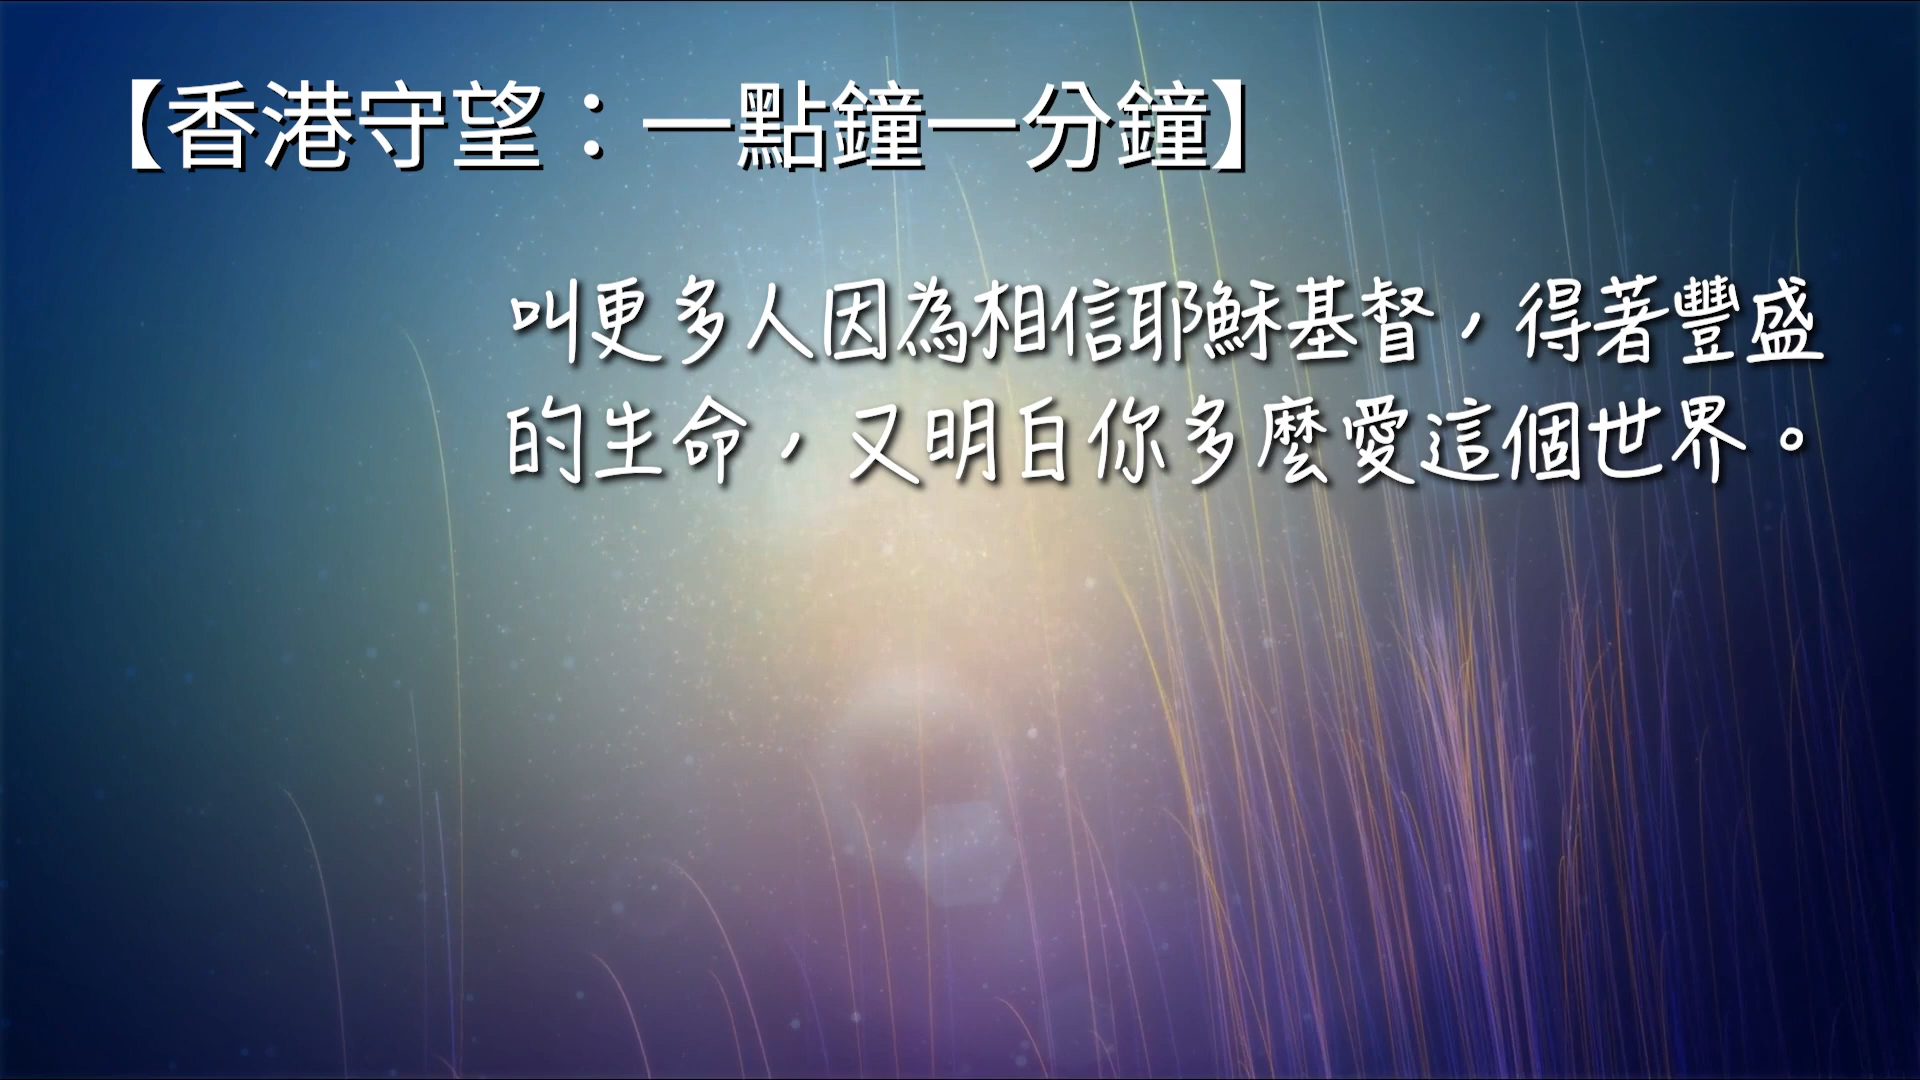 【香港守望：一點鐘一分鐘】
叫更多人因為相信耶穌基督，得著豐盛
的生命，又明白你多麼愛這個世界。